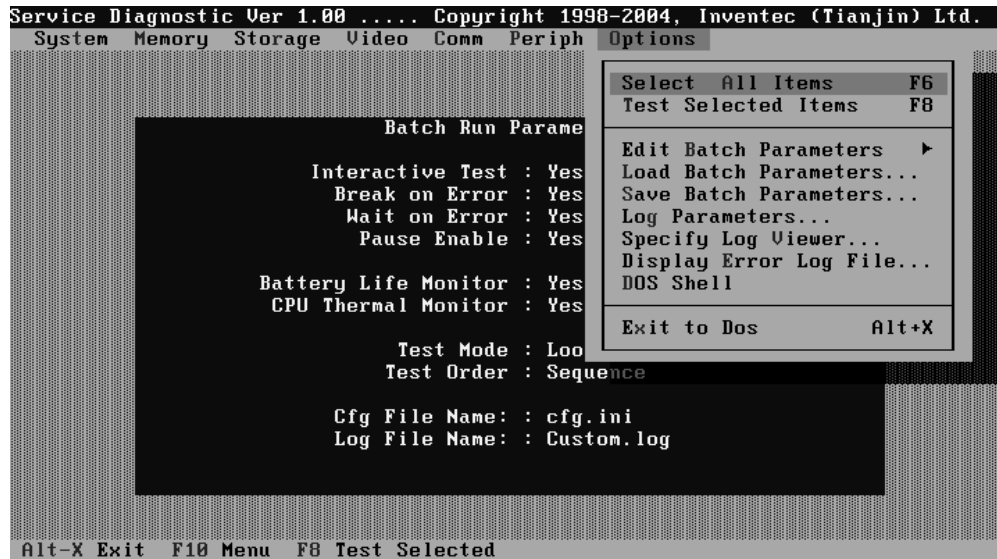 Service Diagnostic Ver 1.00 ..... Copyright 1998-2004, Inventec (Tianjin) Ltd.
System Memory Storage Video Comm Periph Options
Select All Items F6
Test Selected Items F8
Edit Batch Parameters ►
Load Batch Parameters...
Save Batch Parameters...
Log Parameters...
Specify Log Viewer...
Display Error Log File...
DOS Shell
Exit to Dos Alt+X
Batch Run Parame
Interactive Test : Yes
Break on Error : Yes
Wait on Error : Yes
Pause Enable : Yes
Battery Life Monitor : Yes
CPU Thermal Monitor : Yes
Test Mode : Loo
Test Order : Sequence
Cfg File Name: : cfg.ini
Log File Name: : Custom.log
Alt-X Exit F10 Menu F8 Test Selected